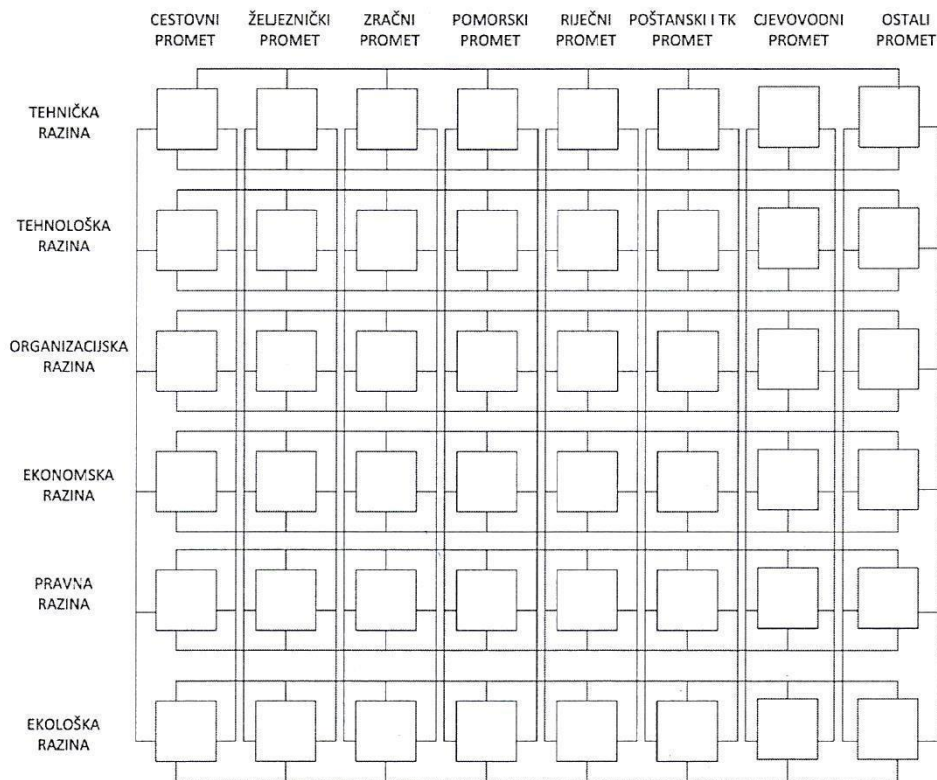 CESTOVNI
PROMET
ŽELJEZNIČKI
PROMET
ZRAČNI
PROMET
POMORSKI
PROMET
RIJEČNI
PROMET
POŠTANSKI I TK
PROMET
CJEVOVODNI
PROMET
OSTALI
PROMET
TEHNIČKA
RAZINA
TEHNOLOŠKA
RAZINA
ORGANIZACIJSKA
RAZINA
EKONOMSKA
RAZINA
PRAVNA
RAZINA
EKOLOŠKA
RAZINA